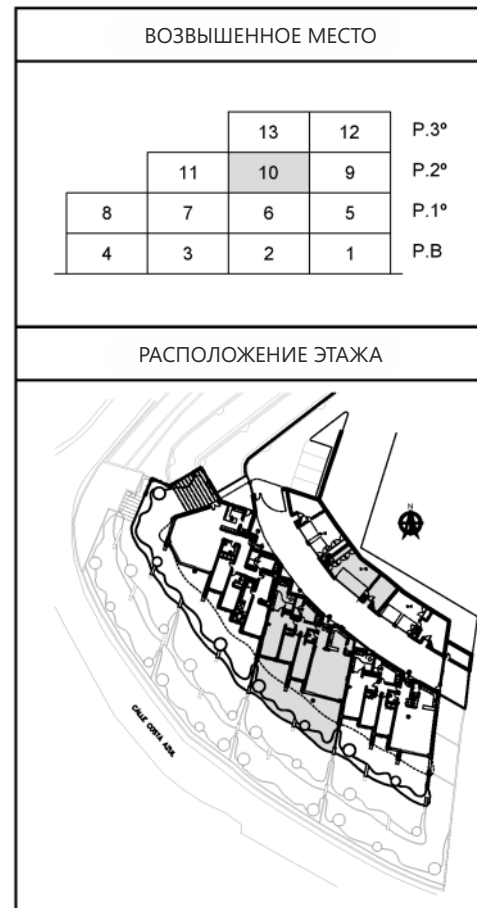 ВОЗВЫШЕННОЕ МЕСТО
13 12 P.3º
11 10 9 P.2º
8 7 6 5 P.1º
4 3 2 1 P.B
РАСПОЛОЖЕНИЕ ЭТАЖА
N
CALLE COSTA AZUL